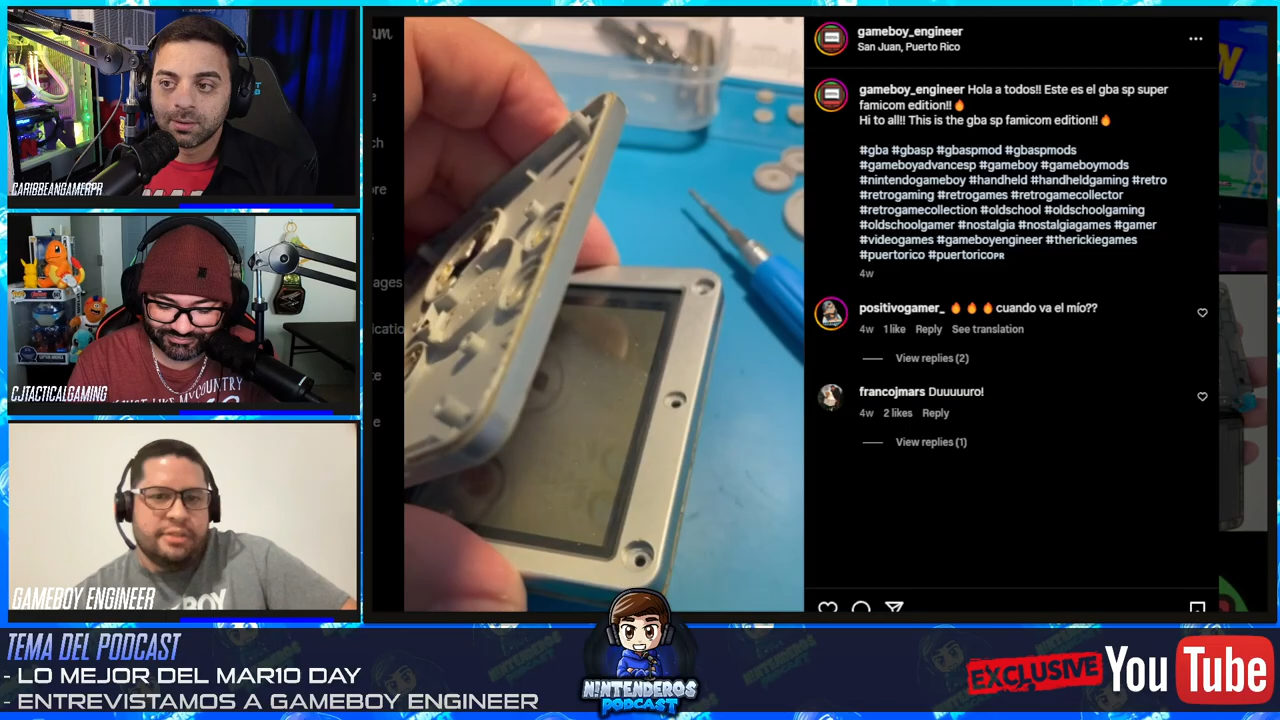 CARIBBEANGAMERPR
CJTACTICALGAMING
GAMEBOY ENGINEER
gameboy_engineer
San Juan, Puerto Rico
gameboy_engineer Hola a todos!! Este es el gba sp super
famicom edition!!🔥
Hi to all!! This is the gba sp famicom edition!!🔥
#gba #gbasp #gbaspmod #gbaspmods
#gameboyadvancesp #gameboy #gameboymods
#nintendogameboy #handheld #handheldgaming #retro
#retrogaming #retrogames #retrogamecollector
#retrogamecollection #oldschool #oldschoolgaming
#oldschoolgamer #nostalgia #nostalgiagames #gamer
#videogames #gameboyengineer #therickiegames
#puertorico #puertorico🇵🇷
4w
positivogamer_ 🔥🔥🔥cuando va el mío??
4w 1 like Reply See translation
View replies (2)
francojmars Duuuuuro!
4w 2 likes Reply
View replies (1)
TEMA DEL PODCAST
- LO MEJOR DEL MAR10 DAY
- ENTREVISTAMOS A GAMEBOY ENGINEER
NINTENDEROS
PODCAST
EXCLUSIVE
YouTube